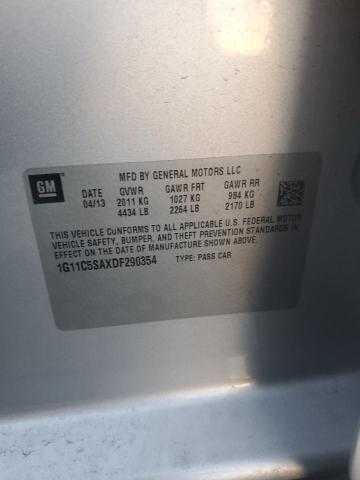 MFD BY GENERAL MOTORS LLC
GM
DATE GVWR GAWR FRT GAWR RR
04/13 2011 KG 1027 KG 984 KG
4434 LB 2264 LB 2170 LB
THIS VEHICLE CONFORMS TO ALL APPLICABLE U.S. FEDERAL MOTOR
VEHICLE SAFETY, BUMPER, AND THEFT PREVENTION STANDARDS IN
EFFECT ON THE DATE OF MANUFACTURE SHOWN ABOVE.
1G11C5SAXDF290354 TYPE: PASS CAR